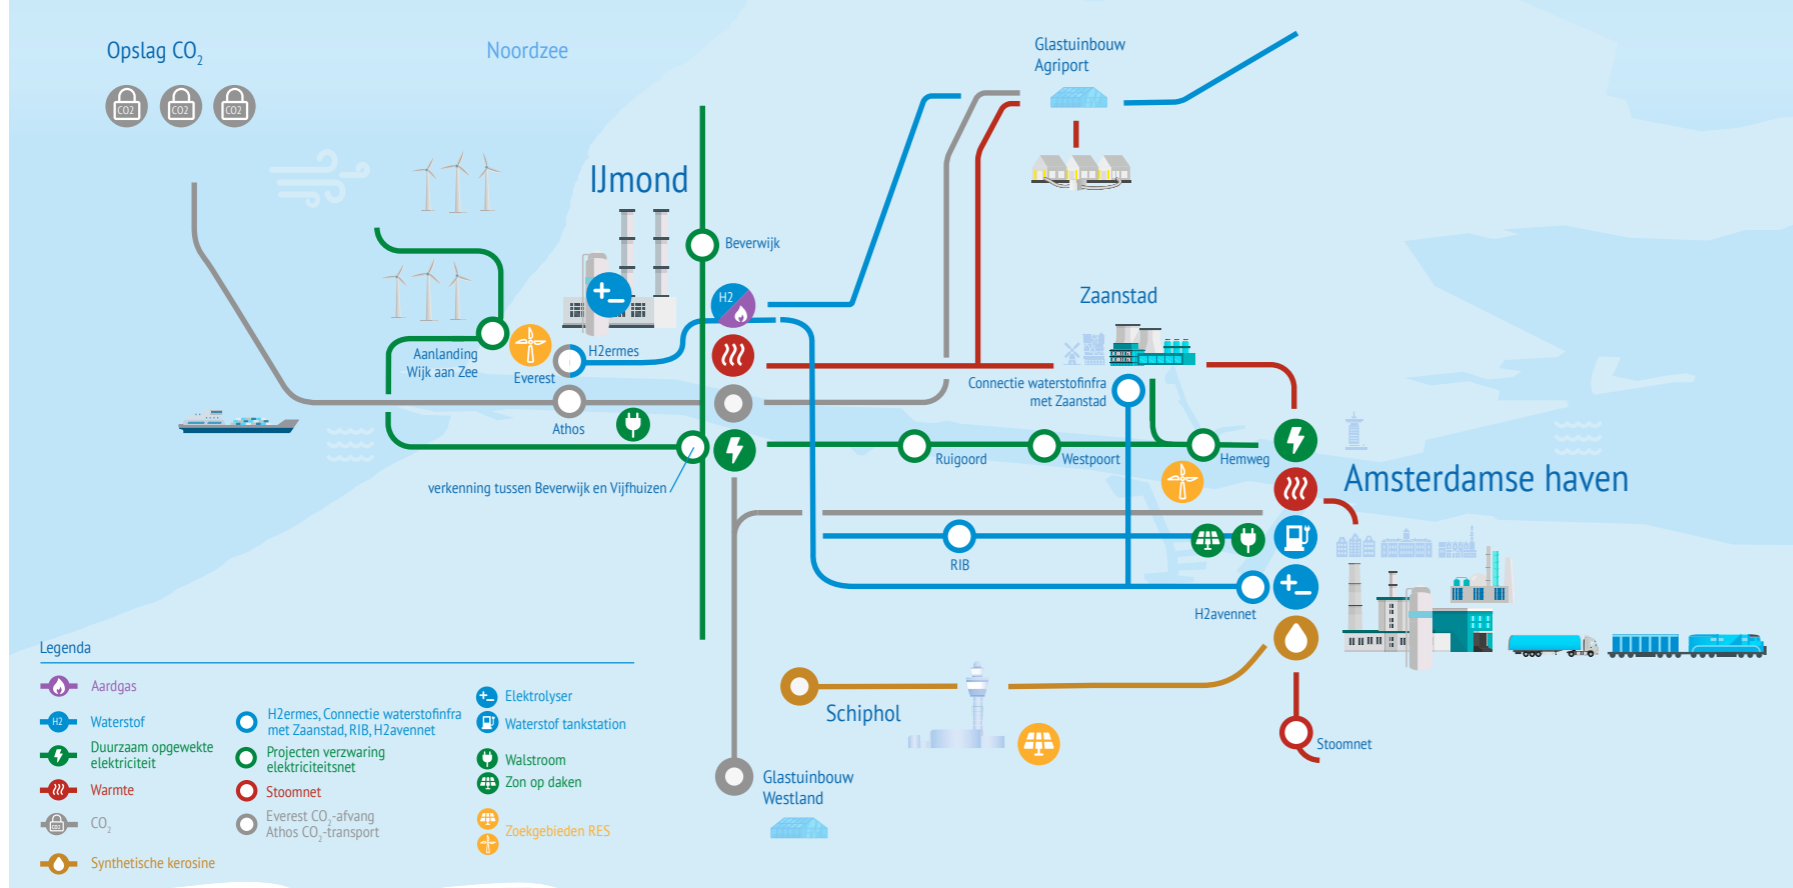 Opslag CO₂
Noordzee
CO2
CO2
CO2
Glastuinbouw
Agriport
IJmond
Beverwijk
H2
Zaanstad
Aanlanding
Wijk aan Zee
Everest
H2ermes
Athos
Connectie waterstofinfra
met Zaanstad
Ruigoord
Westpoort
Hemweg
verkenning tussen Beverwijk en Vijfhuizen
Amsterdamse haven
RIB
H2avennet
Schiphol
Stoomnet
Glastuinbouw
Westland
Legenda
Aardgas
H2
Waterstof
Duurzaam opgewekte
elektriciteit
Warmte
CO2
CO₂
Synthetische kerosine
H2ermes, Connectie waterstofinfra
met Zaanstad, RIB, H2avennet
Projecten verzwaring
elektriciteitsnet
Stoomnet
Everest CO₂-afvang
Athos CO₂-transport
Elektrolyser
Waterstof tankstation
Walstroom
Zon op daken
Zoekgebieden RES